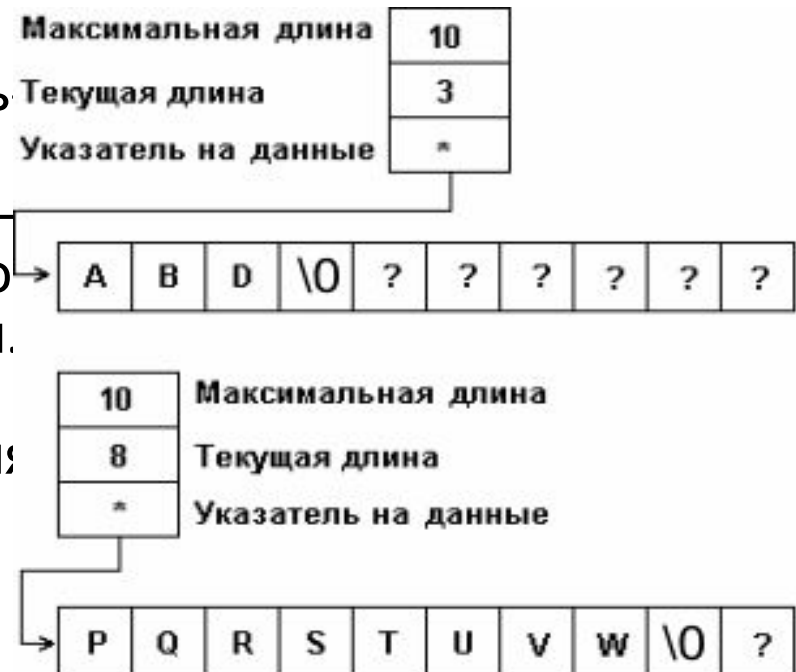 Максимальная длина 10
Текущая длина 3
Указатель на данные *
A B D \0 ? ? ? ? ? ?
10 Максимальная длина
8 Текущая длина
* Указатель на данные
P Q R S T U V W \0 ?